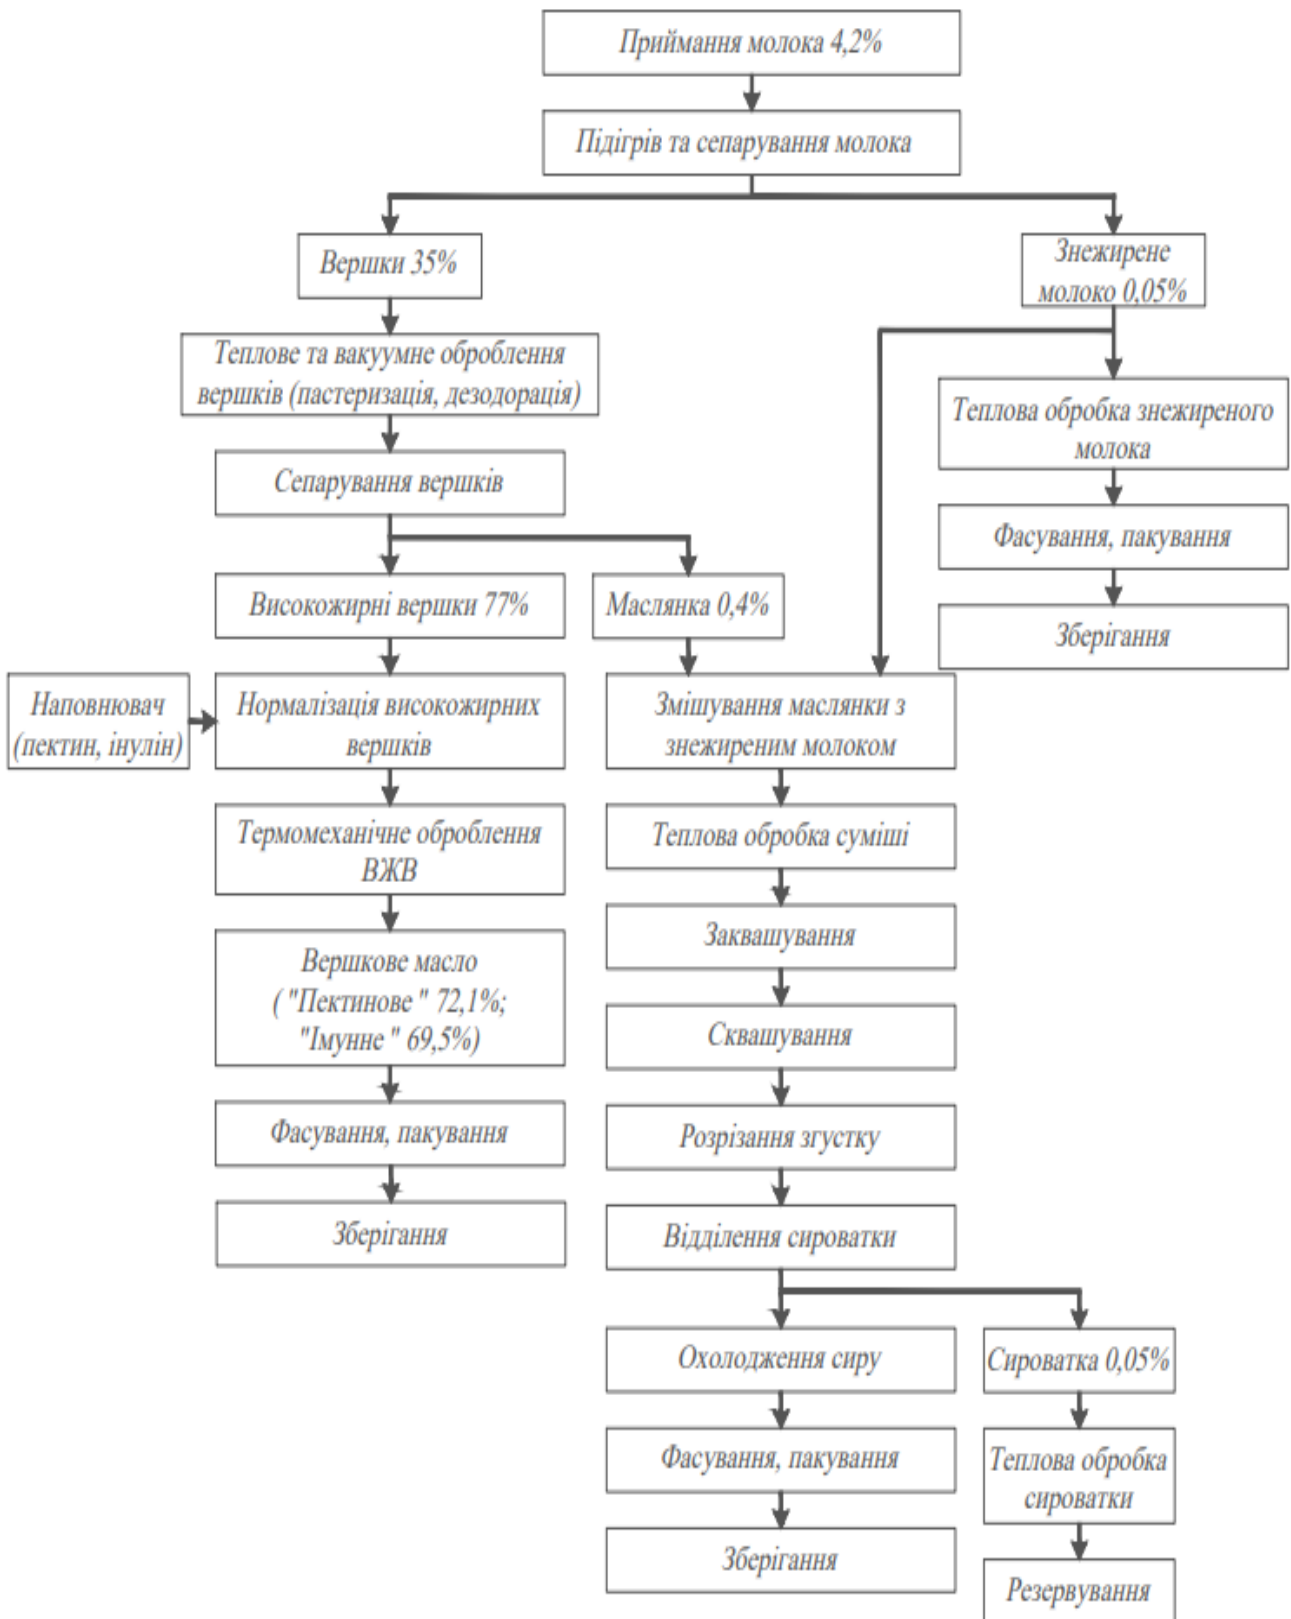 Приймання молока 4,2%
Підігрів та сепарування молока
Вершки 35%
Знежирене
молоко 0,05%
Теплове та вакуумне оброблення
вершків (пастеризація, дезодорація)
Теплова обробка знежиреного
молока
Сепарування вершків
Фасування, пакування
Високожирні вершки 77%
Маслянка 0,4%
Зберігання
Наповнювач
(пектин, інулін)
Нормалізація високожирних
вершків
Змішування маслянки з
знежиреним молоком
Термомеханічне оброблення
ВЖВ
Теплова обробка суміші
Заквашування
Вершкове масло
( "Пектинове " 72,1%;
"Імунне " 69,5%)
Сквашування
Фасування, пакування
Розрізання згустку
Зберігання
Відділення сироватки
Охолодження сиру
Сироватка 0,05%
Фасування, пакування
Теплова обробка
сироватки
Зберігання
Резервування